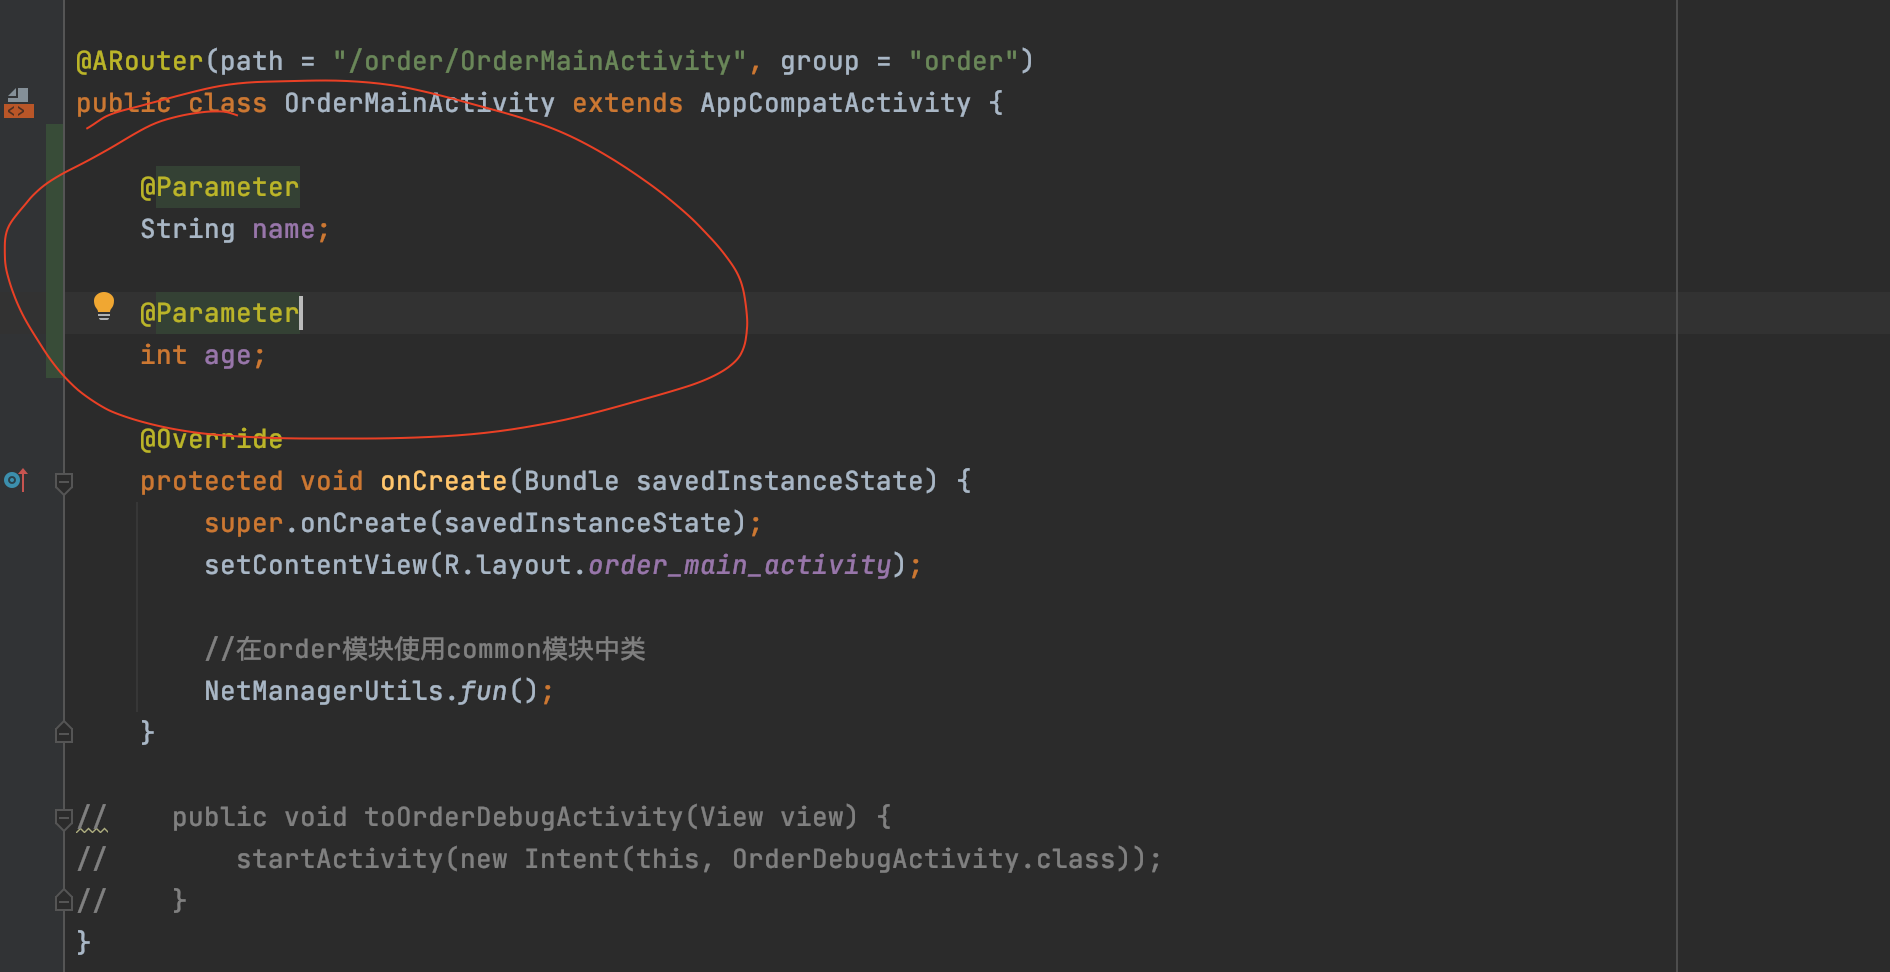 @ARouter(path = "/order/OrderMainActivity", group = "order")
public class OrderMainActivity extends AppCompatActivity {
@Parameter
String name;
@Parameter
int age;
@Override
protected void onCreate(Bundle savedInstanceState) {
super.onCreate(savedInstanceState);
setContentView(R.layout.order_main_activity);
//在order模块使用common模块中类
NetManagerUtils.fun();
}
//    public void toOrderDebugActivity(View view) {
//        startActivity(new Intent(this, OrderDebugActivity.class));
//    }
}